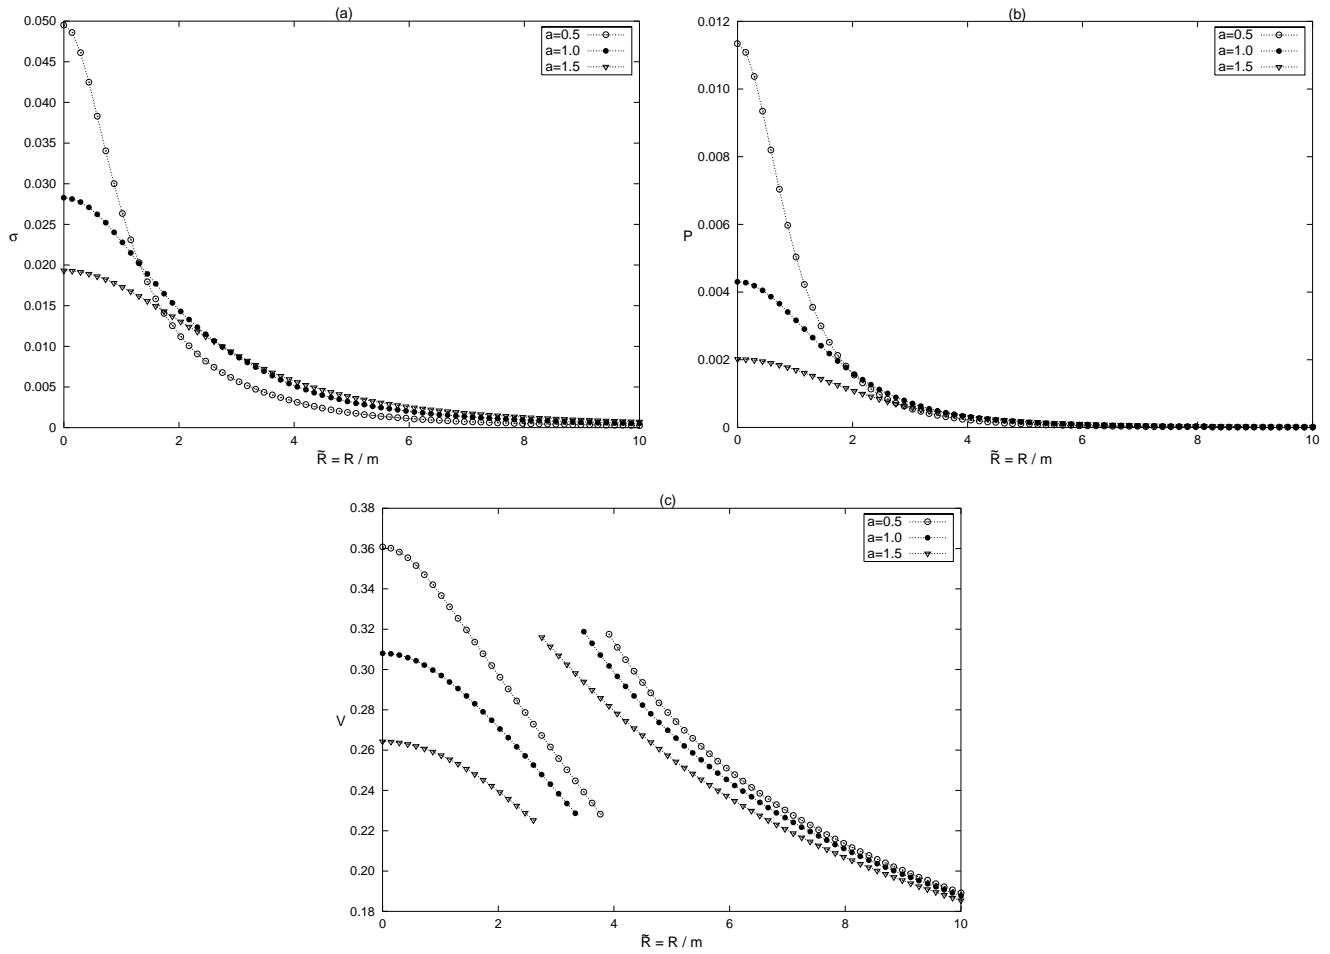 (a)
0.050
0.045
0.040
0.035
0.030
0.025
0.020
0.015
0.010
0.005
0
σ
0 2 4 6 8 10
R̃ = R / m
a=0.5
a=1.0
a=1.5
(b)
0.012
0.010
0.008
0.006
0.004
0.002
0
P
0 2 4 6 8 10
R̃ = R / m
a=0.5
a=1.0
a=1.5
(c)
0.38
0.36
0.34
0.32
0.30
0.28
0.26
0.24
0.22
0.20
0.18
V
0 2 4 6 8 10
R̃ = R / m
a=0.5
a=1.0
a=1.5